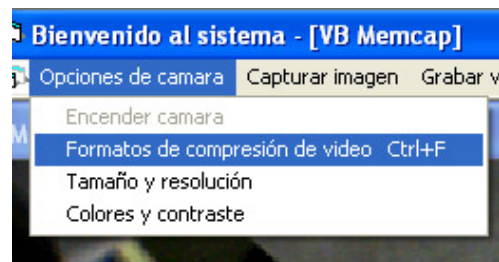 Bienvenido al sistema - [VB Memcap]
Opciones de camara Capturar imagen Grabar
Encender camara
Formatos de compresión de video Ctrl+F
Tamaño y resolución
Colores y contraste